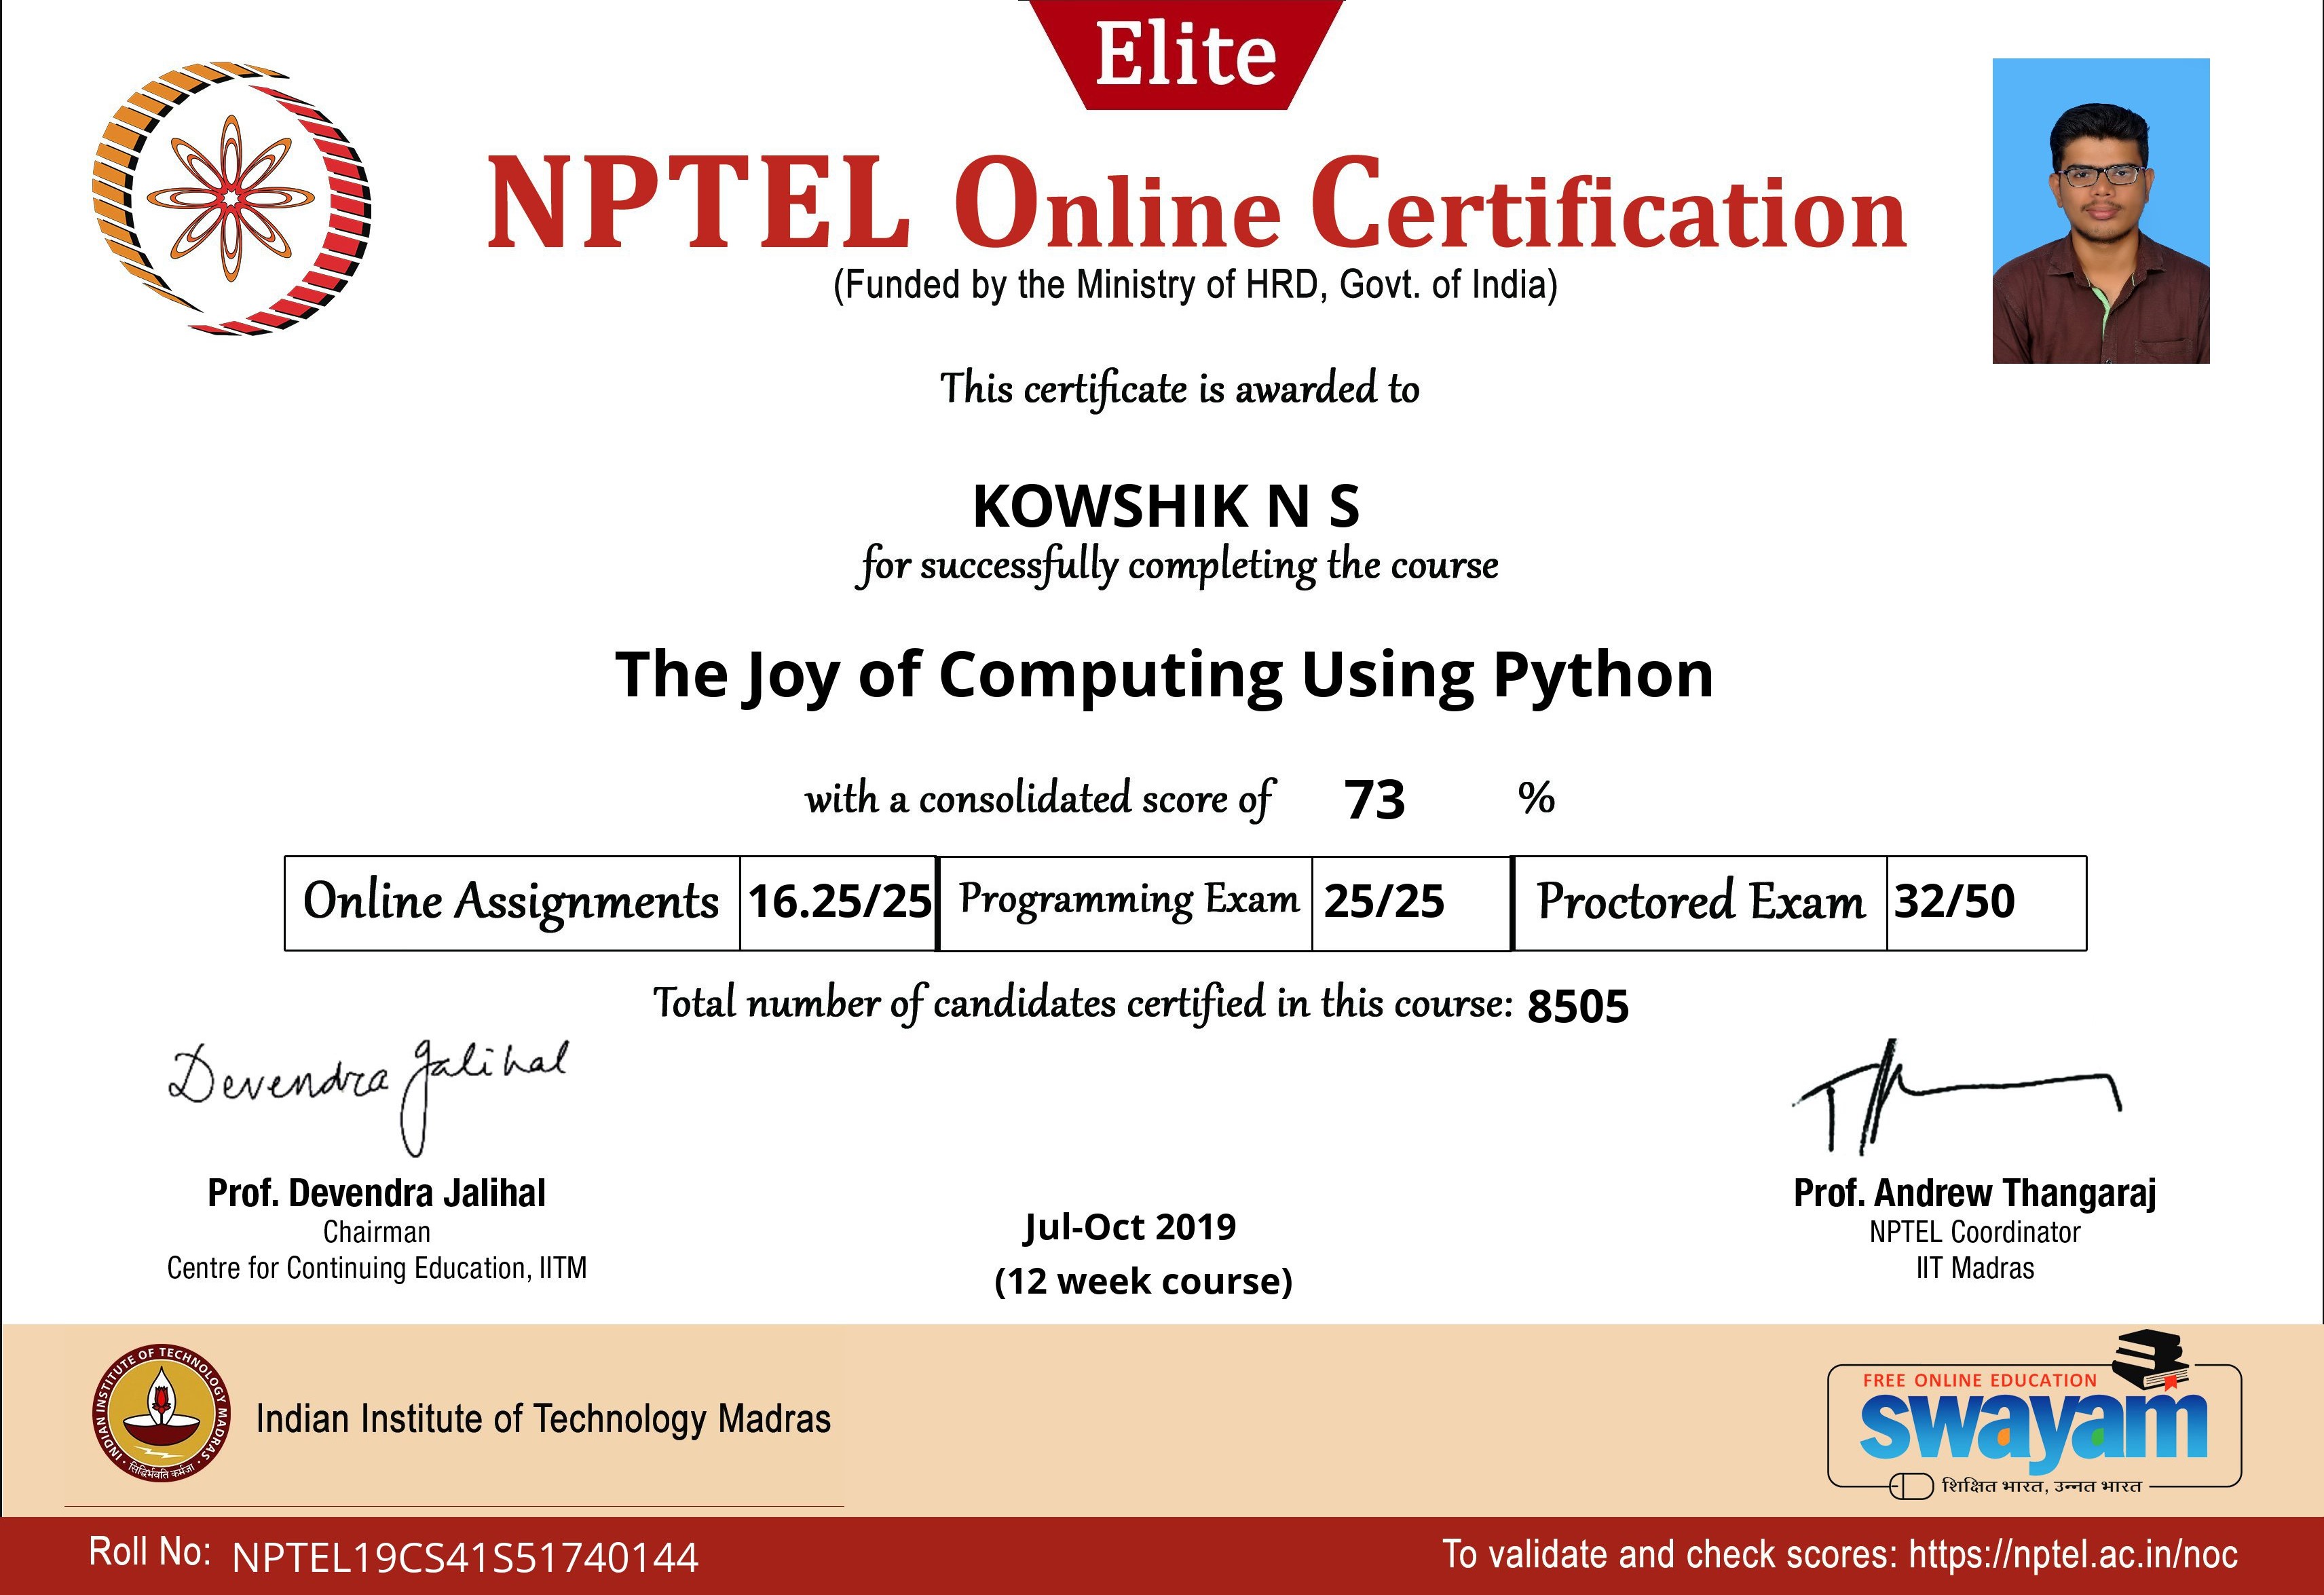 Elite
NPTEL Online Certification
(Funded by the Ministry of HRD, Govt. of India)
This certificate is awarded to
KOWSHIK N S
for successfully completing the course
The Joy of Computing Using Python
with a consolidated score of 73 %
Online Assignments 16.25/25 Programming Exam 25/25 Proctored Exam 32/50
Total number of candidates certified in this course: 8505
Devendra Jalihal
Prof. Devendra Jalihal
Chairman
Centre for Continuing Education, IITM
Jul-Oct 2019
(12 week course)
Prof. Andrew Thangaraj
NPTEL Coordinator
IIT Madras
INDIAN INSTITUTE OF TECHNOLOGY MADRAS
सिद्धिर्भवति कर्मजा
Indian Institute of Technology Madras
FREE ONLINE EDUCATION
swayam
शिक्षित भारत, उन्नत भारत
Roll No: NPTEL19CS41S51740144
To validate and check scores: https://nptel.ac.in/noc